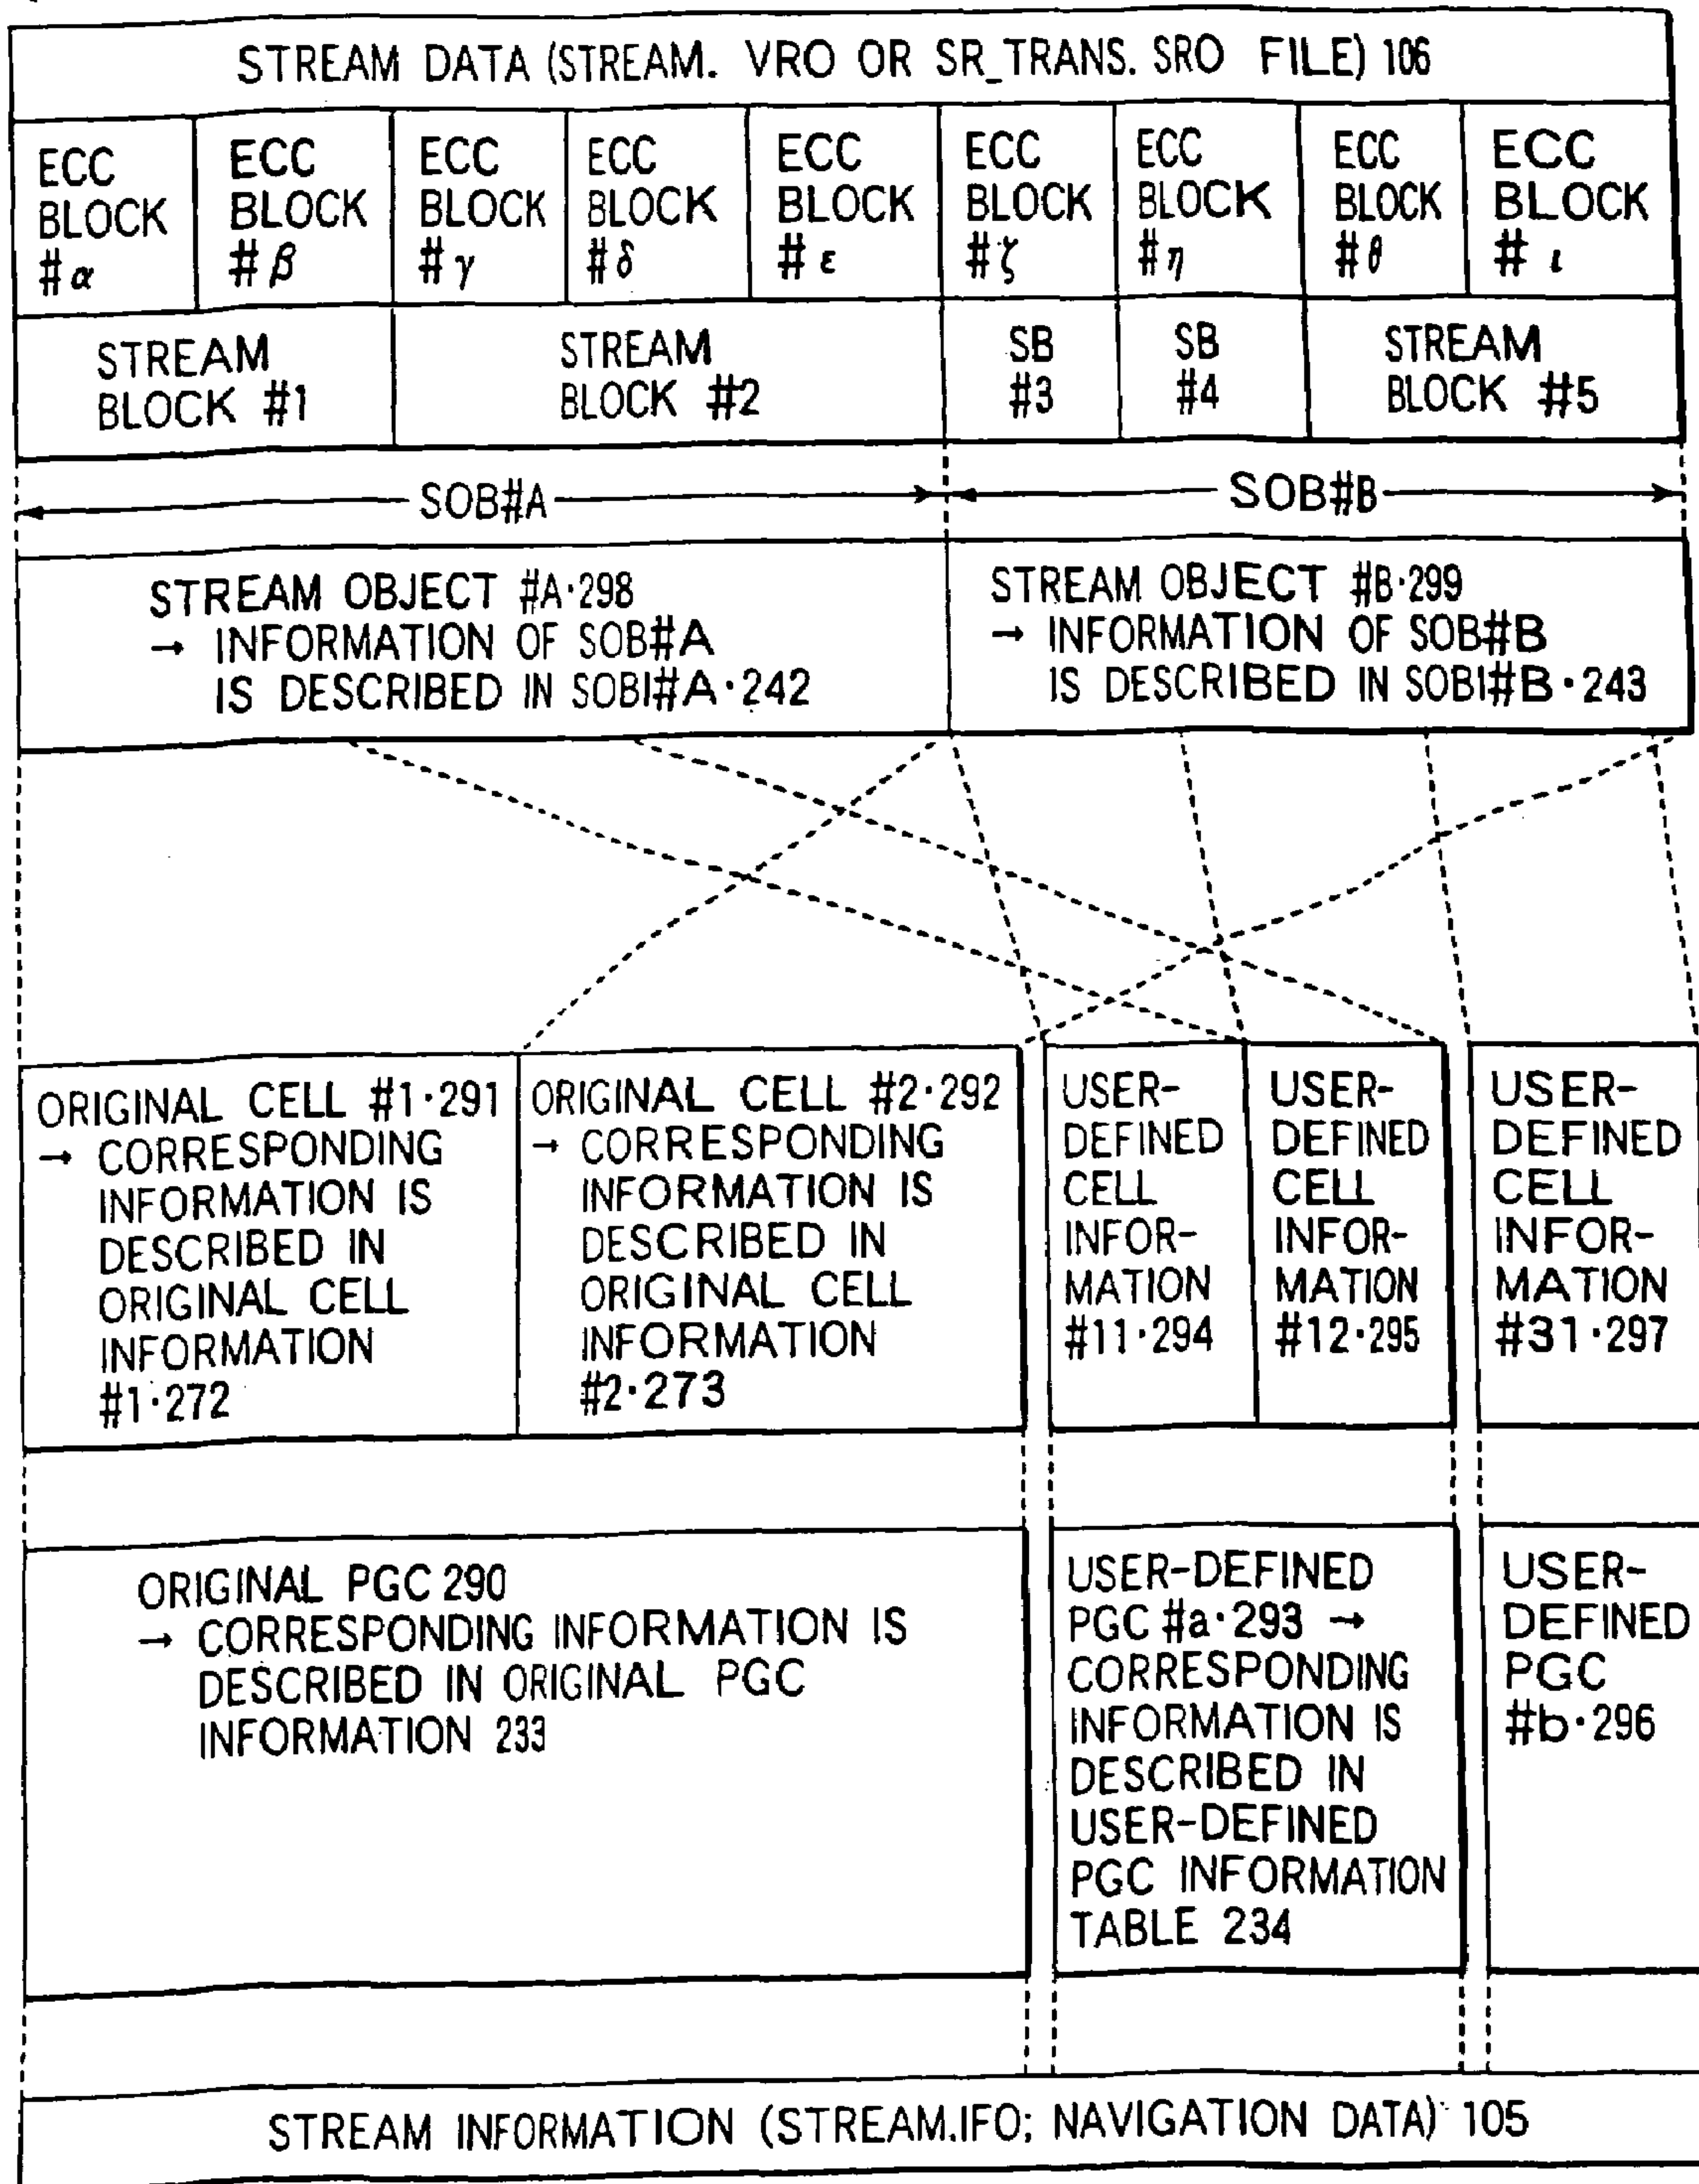 STREAM DATA (STREAM. VRO OR SR_TRANS. SRO FILE) 106
ECC
BLOCK
#α
ECC
BLOCK
#β
ECC
BLOCK
#γ
ECC
BLOCK
#δ
ECC
BLOCK
#ε
ECC
BLOCK
#ζ
ECC
BLOCK
#η
ECC
BLOCK
#θ
ECC
BLOCK
#ι
STREAM
BLOCK #1
STREAM
BLOCK #2
SB
#3
SB
#4
STREAM
BLOCK #5
SOB#A
SOB#B
STREAM OBJECT #A·298
→ INFORMATION OF SOB#A
IS DESCRIBED IN SOBI#A·242
STREAM OBJECT #B·299
→ INFORMATION OF SOB#B
IS DESCRIBED IN SOBI#B·243
ORIGINAL CELL #1·291
→ CORRESPONDING
INFORMATION IS
DESCRIBED IN
ORIGINAL CELL
INFORMATION
#1·272
ORIGINAL CELL #2·292
→ CORRESPONDING
INFORMATION IS
DESCRIBED IN
ORIGINAL CELL
INFORMATION
#2·273
USER-
DEFINED
CELL
INFOR-
MATION
#11·294
USER-
DEFINED
CELL
INFOR-
MATION
#12·295
USER-
DEFINED
CELL
INFOR-
MATION
#31·297
ORIGINAL PGC 290
→ CORRESPONDING INFORMATION IS
DESCRIBED IN ORIGINAL PGC
INFORMATION 233
USER-DEFINED
PGC #a·293 →
CORRESPONDING
INFORMATION IS
DESCRIBED IN
USER-DEFINED
PGC INFORMATION
TABLE 234
USER-
DEFINED
PGC
#b·296
STREAM INFORMATION (STREAM.IFO; NAVIGATION DATA) 105